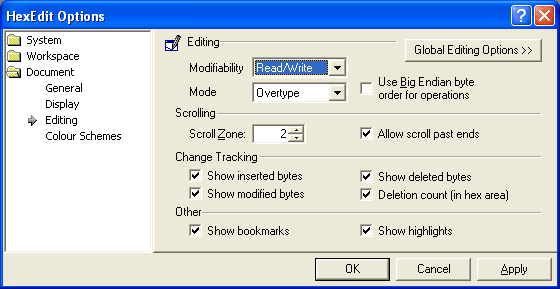 HexEdit Options
System
Workspace
Document
General
Display
Editing
Colour Schemes
Editing
Global Editing Options >>
Modifiability Read/Write
Mode Overtype
Use Big Endian byte
order for operations
Scrolling
Scroll Zone: 2
Allow scroll past ends
Change Tracking
Show inserted bytes
Show deleted bytes
Show modified bytes
Deletion count (in hex area)
Other
Show bookmarks
Show highlights
OK
Cancel
Apply